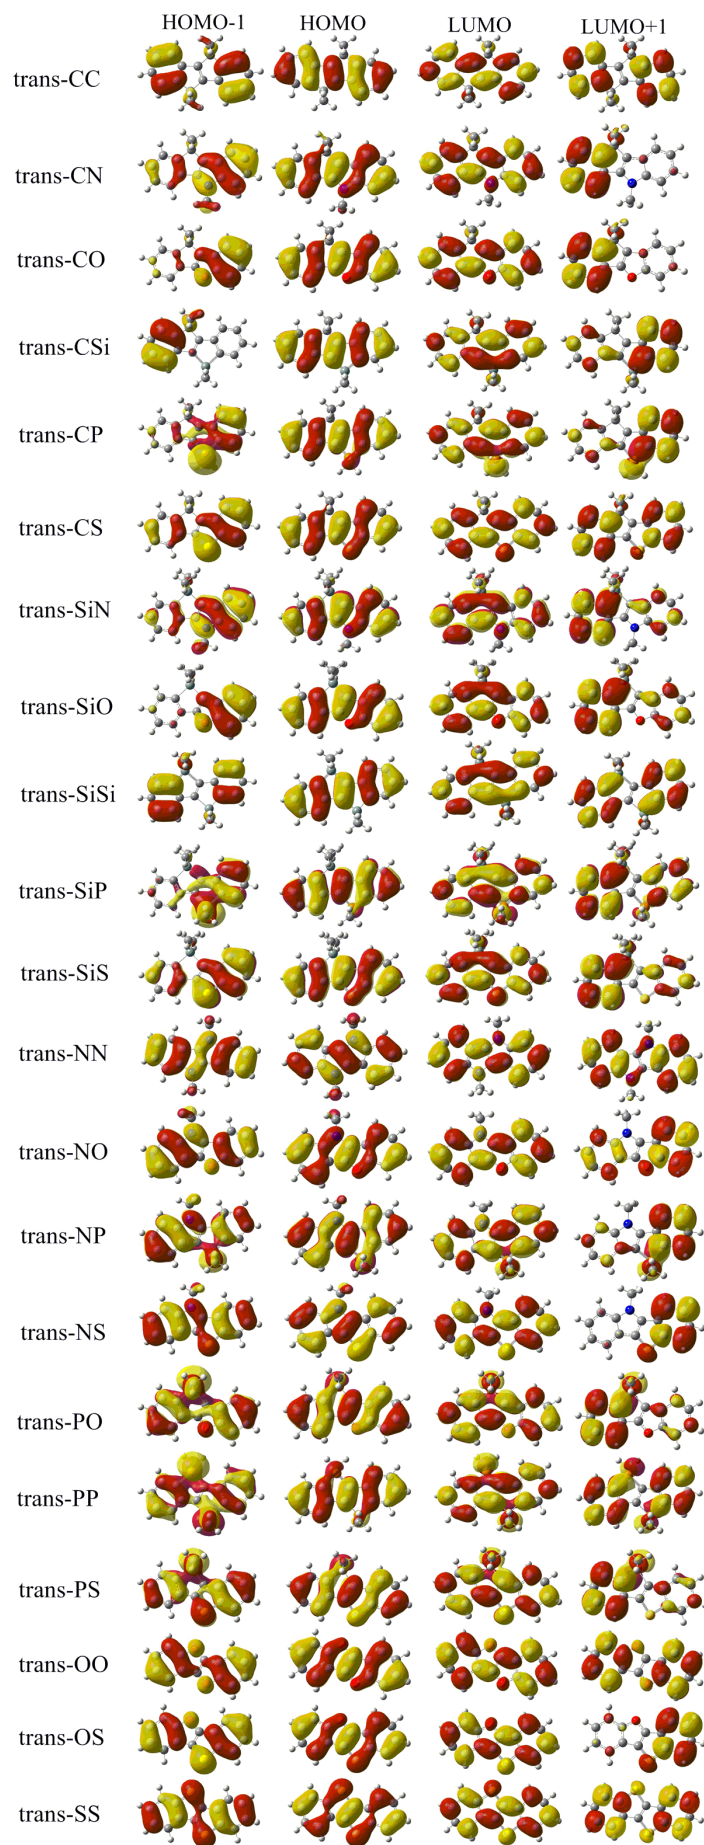 HOMO-1 HOMO LUMO LUMO+1
trans-CC
trans-CN
trans-CO
trans-CSi
trans-CP
trans-CS
trans-SiN
trans-SiO
trans-SiSi
trans-SiP
trans-SiS
trans-NN
trans-NO
trans-NP
trans-NS
trans-PO
trans-PP
trans-PS
trans-OO
trans-OS
trans-SS